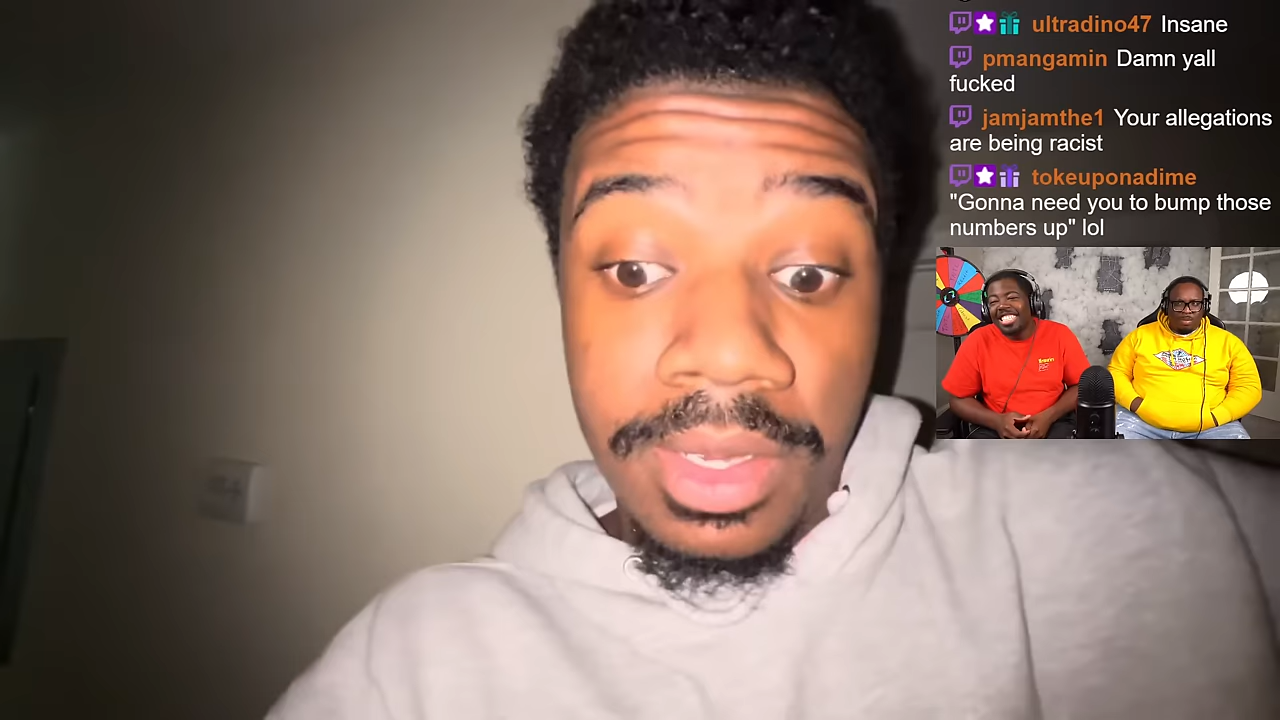 ultradino47 Insane
pmangamin Damn yall
fucked
jamjamthe1 Your allegations
are being racist
tokeuponadime
"Gonna need you to bump those
numbers up" lol